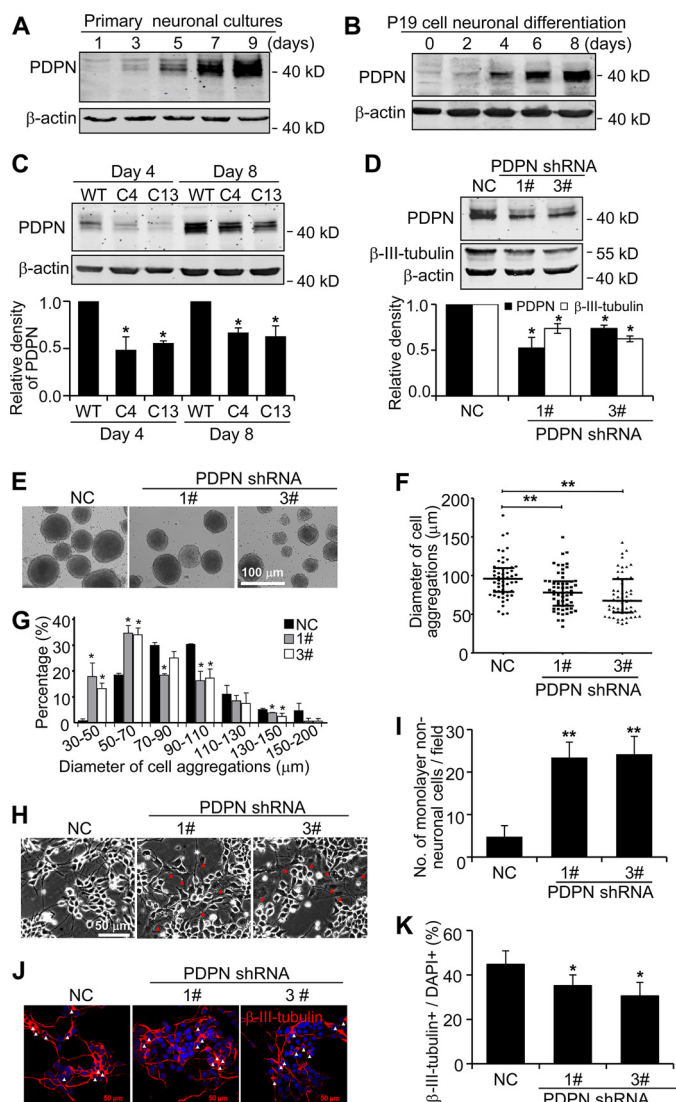 A
Primary neuronal cultures
1 3 5 7 9 (days)
PDPN
- 40 kD
β-actin
- 40 kD
B
P19 cell neuronal differentiation
0 2 4 6 8 (days)
PDPN
- 40 kD
β-actin
- 40 kD
C
Day 4 Day 8
WT C4 C13 WT C4 C13
PDPN
- 40 kD
β-actin
- 40 kD
Relative density
of PDPN
1.0
0.5
0
* * * *
WT C4 C13 WT C4 C13
Day 4 Day 8
D
PDPN shRNA
NC 1# 3#
PDPN
- 40 kD
β-III-tubulin
- 55 kD
β-actin
- 40 kD
Relative density
1.0
0.5
0.0
PDPN β-III-tubulin
* * * *
NC 1# 3#
PDPN shRNA
E
PDPN shRNA
NC 1# 3#
100 µm
F
Diameter of cell
aggregations (µm)
200
150
100
50
0
**
**
NC 1# 3#
PDPN shRNA
G
Percentage (%)
40
30
20
10
0
NC
1#
3#
* * * * * * * * *
30-50 50-70 70-90 90-110 110-130 130-150 150-200
Diameter of cell aggregations (µm)
H
PDPN shRNA
NC 1# 3#
50 µm
I
No. of monolayer non-
neuronal cells / field
30
20
10
0
** **
NC 1# 3#
PDPN shRNA
J
PDPN shRNA
NC 1# 3 #
β-III-tubulin
50 µm 50 µm 50 µm
K
β-III-tubulin+ / DAPI+ (%)
60
40
20
0
* *
NC 1# 3#
PDPN shRNA